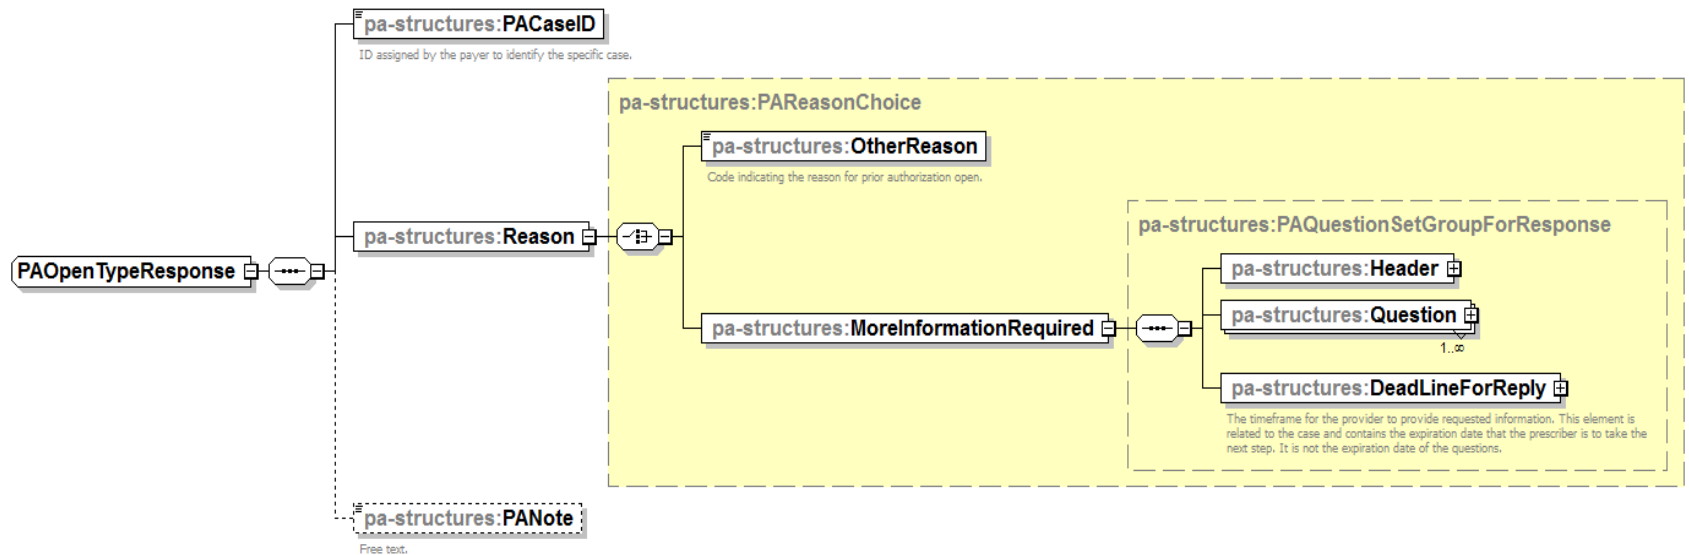 pa-structures:PACaseID
ID assigned by the payer to identify the specific case.
pa-structures:PAReasonChoice
pa-structures:OtherReason
Code indicating the reason for prior authorization open.
pa-structures:Reason
pa-structures:PAQuestionSetGroupForResponse
PAOpenTypeResponse
pa-structures:Header
pa-structures:Question
1..∞
pa-structures:MoreInformationRequired
pa-structures:DeadLineForReply
The timeframe for the provider to provide requested information. This element is
related to the case and contains the expiration date that the prescriber is to take the
next step. It is not the expiration date of the questions.
pa-structures:PANote
Free text.